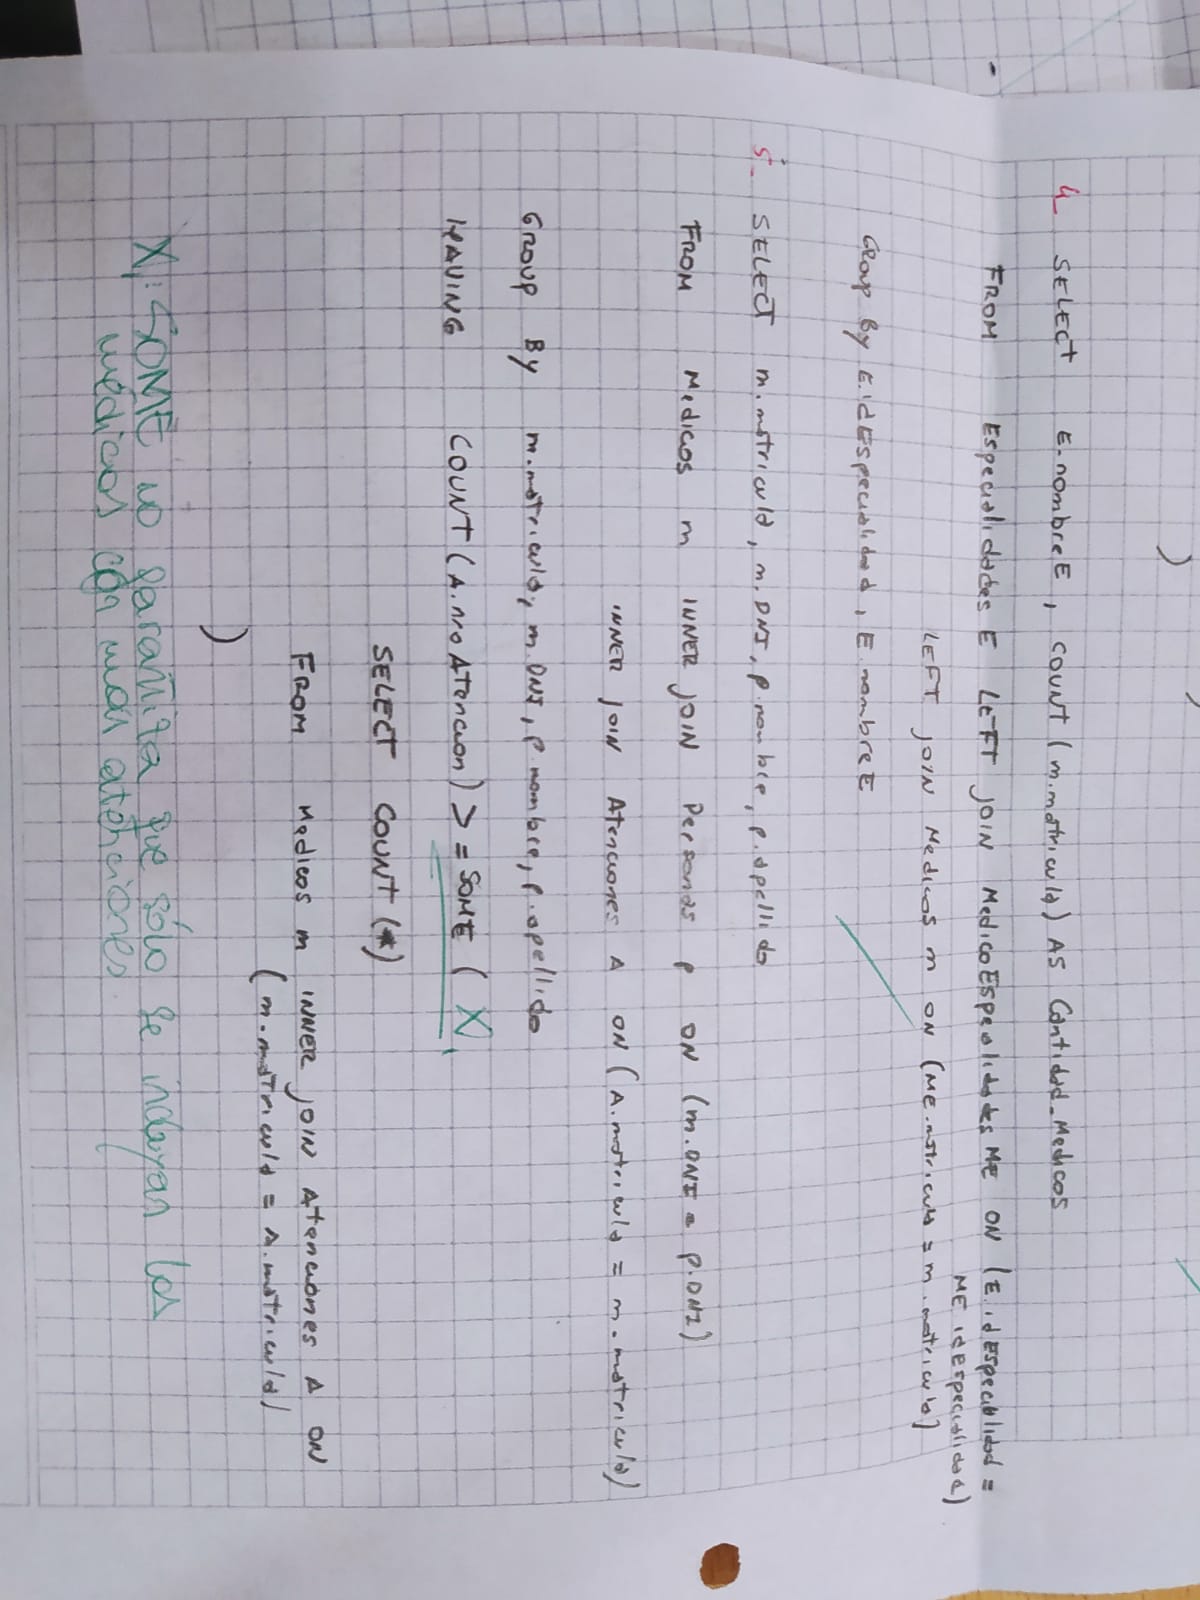 )
4 SELECT E.nombreE, COUNT (m.matricula) AS Cantidad_Medicos
FROM Especialidades E LEFT JOIN MedicoEspecialidades ME ON (E.idEspecialidad =
ME idEspecialidad)
LEFT JOIN Medicos m ON (ME.matricula = m.matricula)
Group By E.idEspecialidad, E.nombreE
5- SELECT m.matricula, m.DNI, p.nombre, p.apellido
FROM Medicos m INNER JOIN Personas p ON (m.DNI = p.DNI)
INNER JOIN Atenciones A ON (A.matricula = m.matricula)
GROUP By m.matricula, m.DNI, p.nombre, p.apellido
HAVING COUNT (A.nroAtencion) >= SOME ( X1
SELECT COUNT (*)
FROM Medicos m INNER JOIN Atenciones A ON
(m.matricula = A.matricula)
)
X1: SOME no garantiza que sólo se incluyan los
médicos con más atenciones.